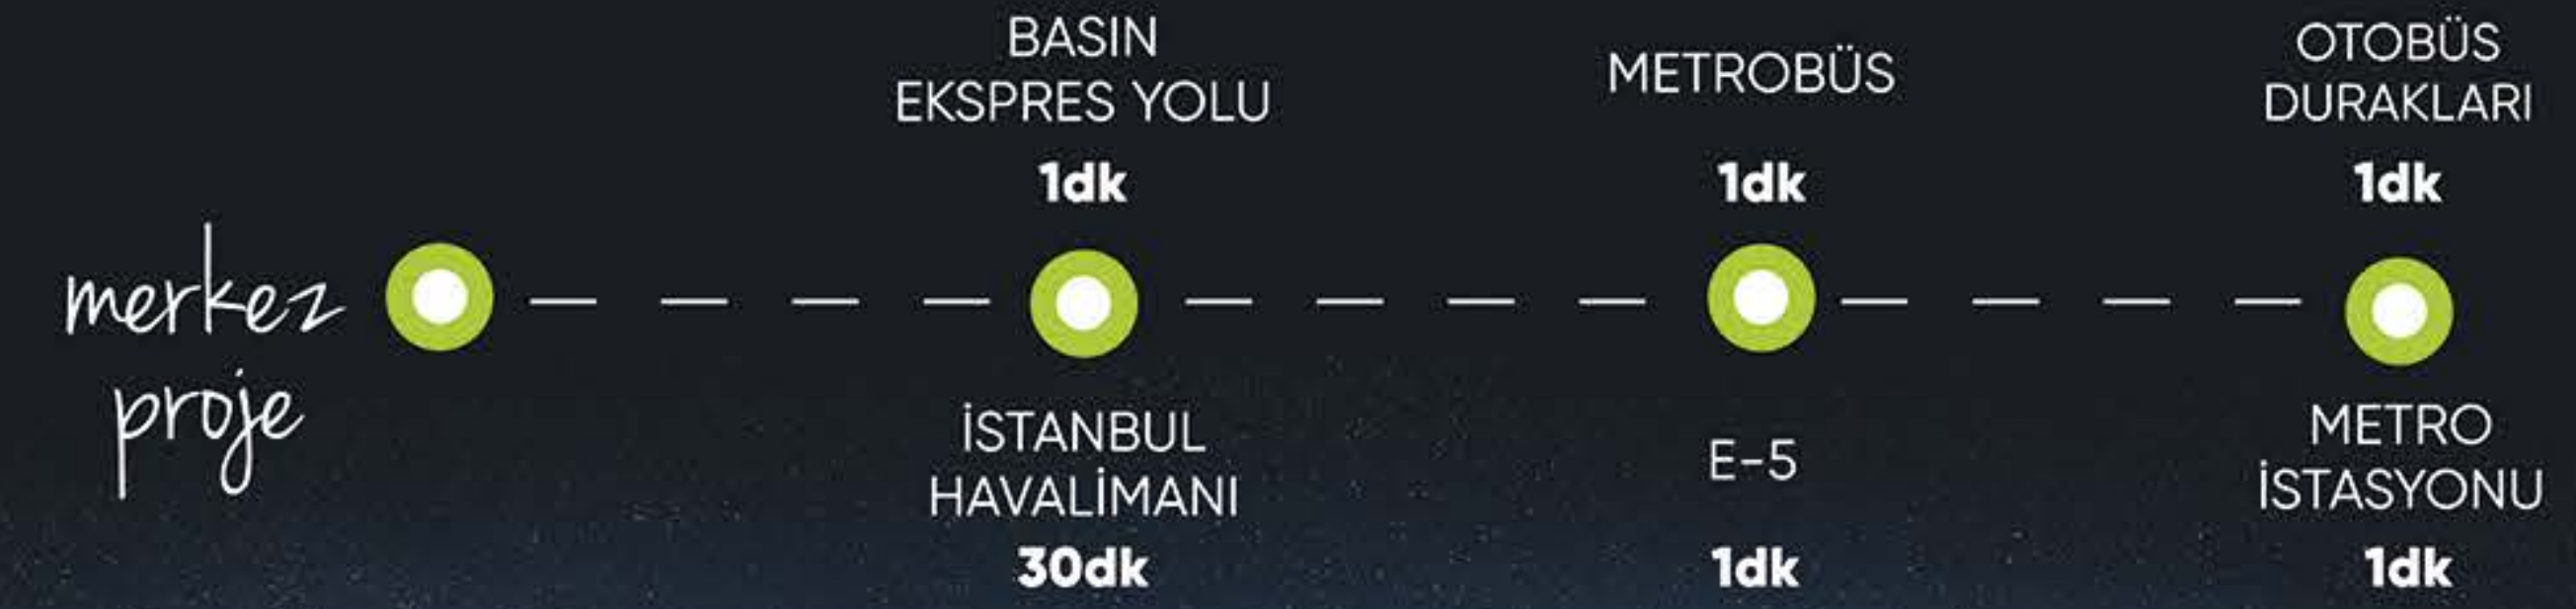 merkez
proje
BASIN
EKSPRES YOLU
1dk
İSTANBUL
HAVALİMANI
30dk
METROBÜS
1dk
E-5
1dk
OTOBÜS
DURAKLARI
1dk
METRO
İSTASYONU
1dk